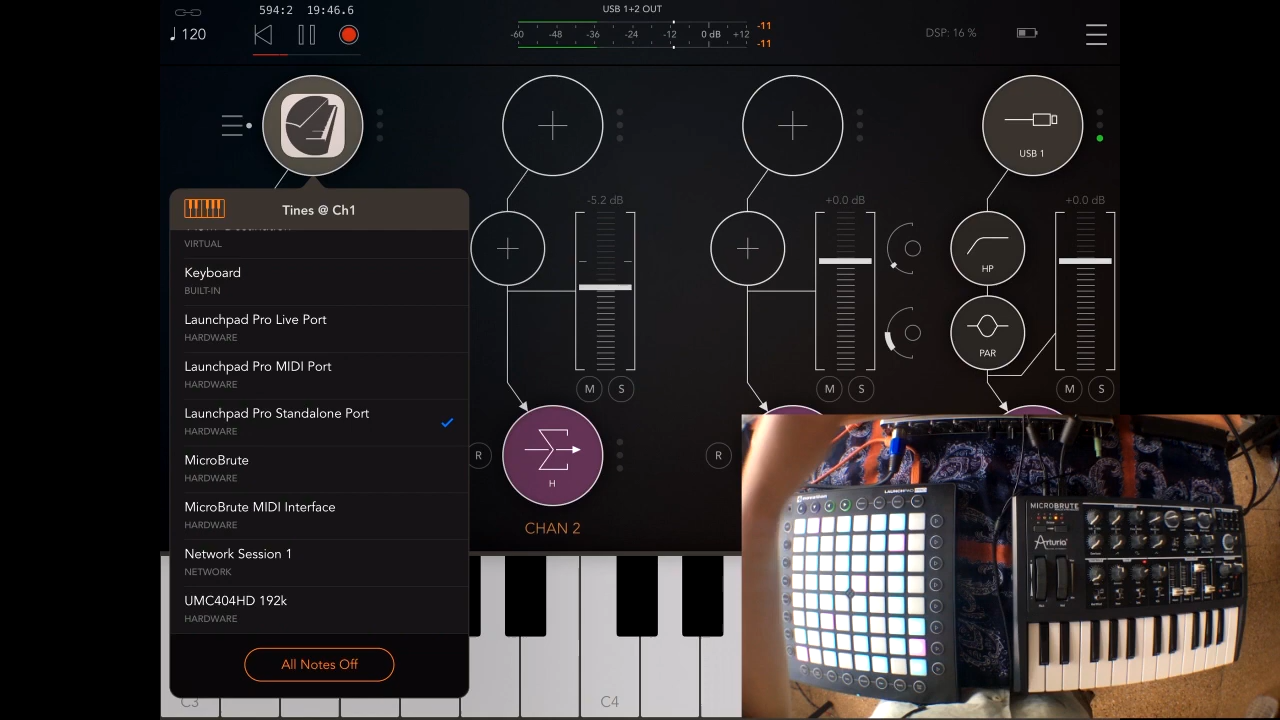 594:2 19:46.6
♩ 120
USB 1+2 OUT
-60 -48 -36 -24 -12 0 dB +12
-11
-11
DSP: 16 %
USB 1
Tines @ Ch1
VIRTUAL
Keyboard
BUILT-IN
Launchpad Pro Live Port
HARDWARE
Launchpad Pro MIDI Port
HARDWARE
Launchpad Pro Standalone Port
HARDWARE
MicroBrute
HARDWARE
MicroBrute MIDI Interface
HARDWARE
Network Session 1
NETWORK
UMC404HD 192k
HARDWARE
All Notes Off
-5.2 dB
+0.0 dB
+0.0 dB
HP
PAR
M S
M S
M S
R
R
H
CHAN 2
C3
C4
MICROBRUTE
Arturia